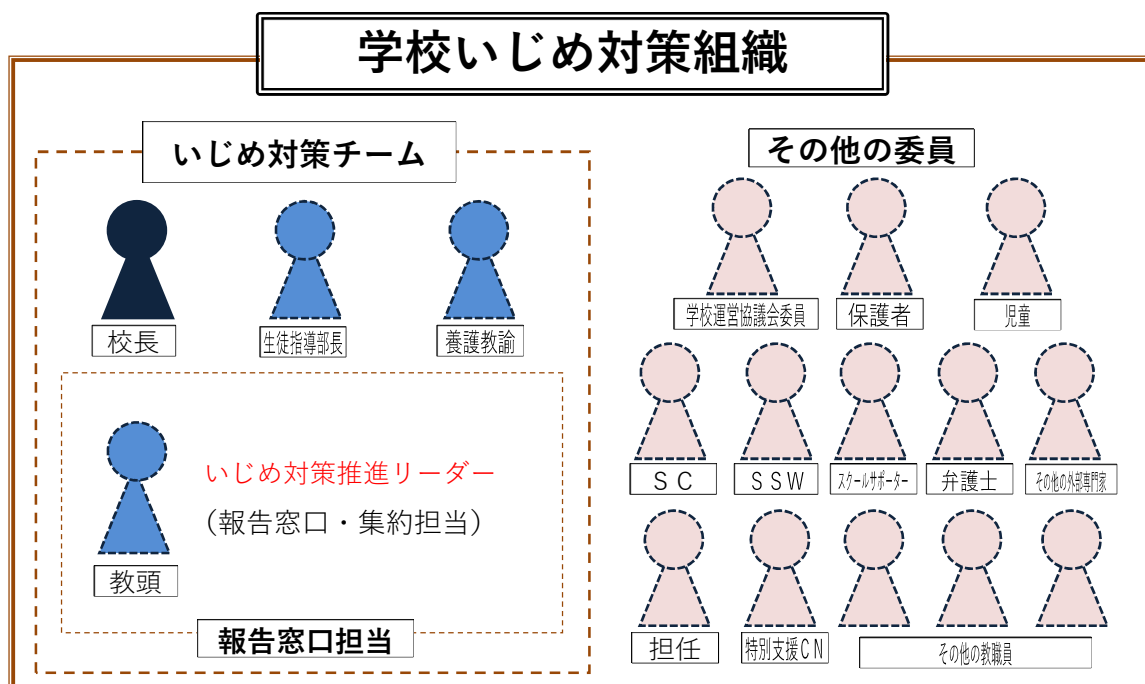 学校いじめ対策組織
いじめ対策チーム
校長
生徒指導部長
養護教諭
教頭
いじめ対策推進リーダー
（報告窓口・集約担当）
報告窓口担当
その他の委員
学校運営協議会委員
保護者
児童
ＳＣ
ＳＳＷ
スクールサポーター
弁護士
その他の外部専門家
担任
特別支援ＣＮ
その他の教職員